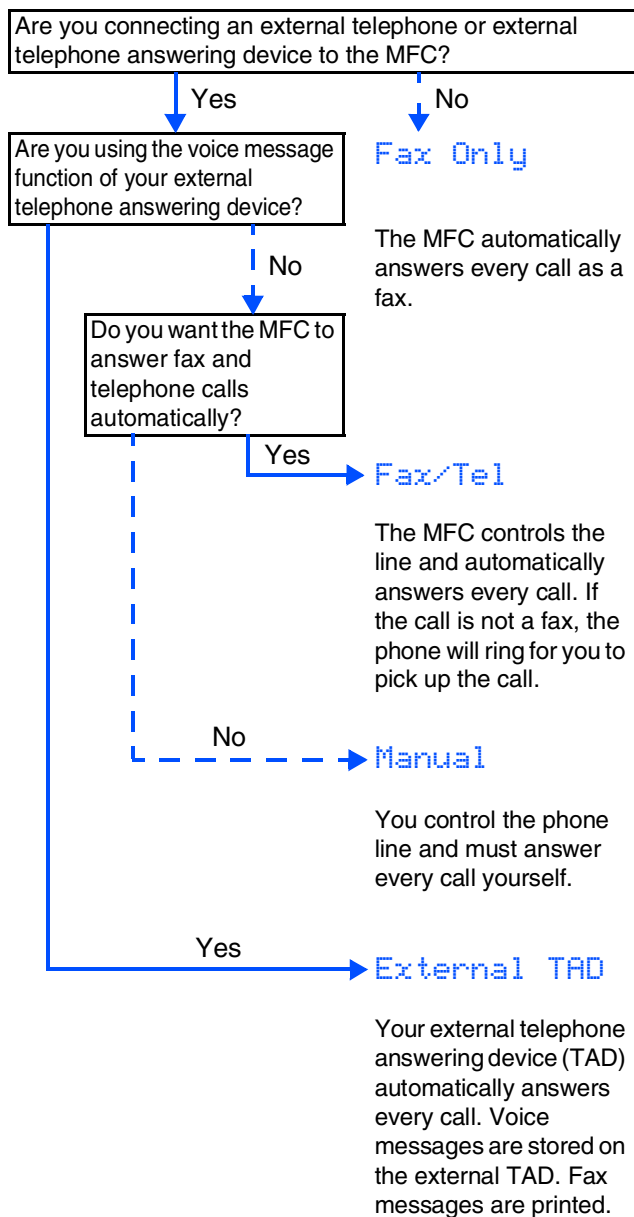 Are you connecting an external telephone or external
telephone answering device to the MFC?
Yes
No
Are you using the voice message
function of your external
telephone answering device?
Fax Only
The MFC automatically
answers every call as a
fax.
No
Do you want the MFC to
answer fax and
telephone calls
automatically?
Yes
Fax/Tel
The MFC controls the
line and automatically
answers every call. If
the call is not a fax, the
phone will ring for you to
pick up the call.
No
Manual
You control the phone
line and must answer
every call yourself.
Yes
External TAD
Your external telephone
answering device (TAD)
automatically answers
every call. Voice
messages are stored on
the external TAD. Fax
messages are printed.